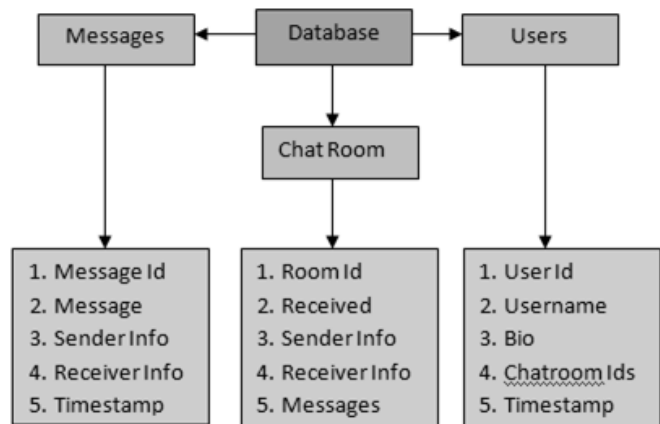 Messages
Database
Users
Chat Room
1. Message Id
2. Message
3. Sender Info
4. Receiver Info
5. Timestamp
1. Room Id
2. Received
3. Sender Info
4. Receiver Info
5. Messages
1. User Id
2. Username
3. Bio
4. Chatroom Ids
5. Timestamp